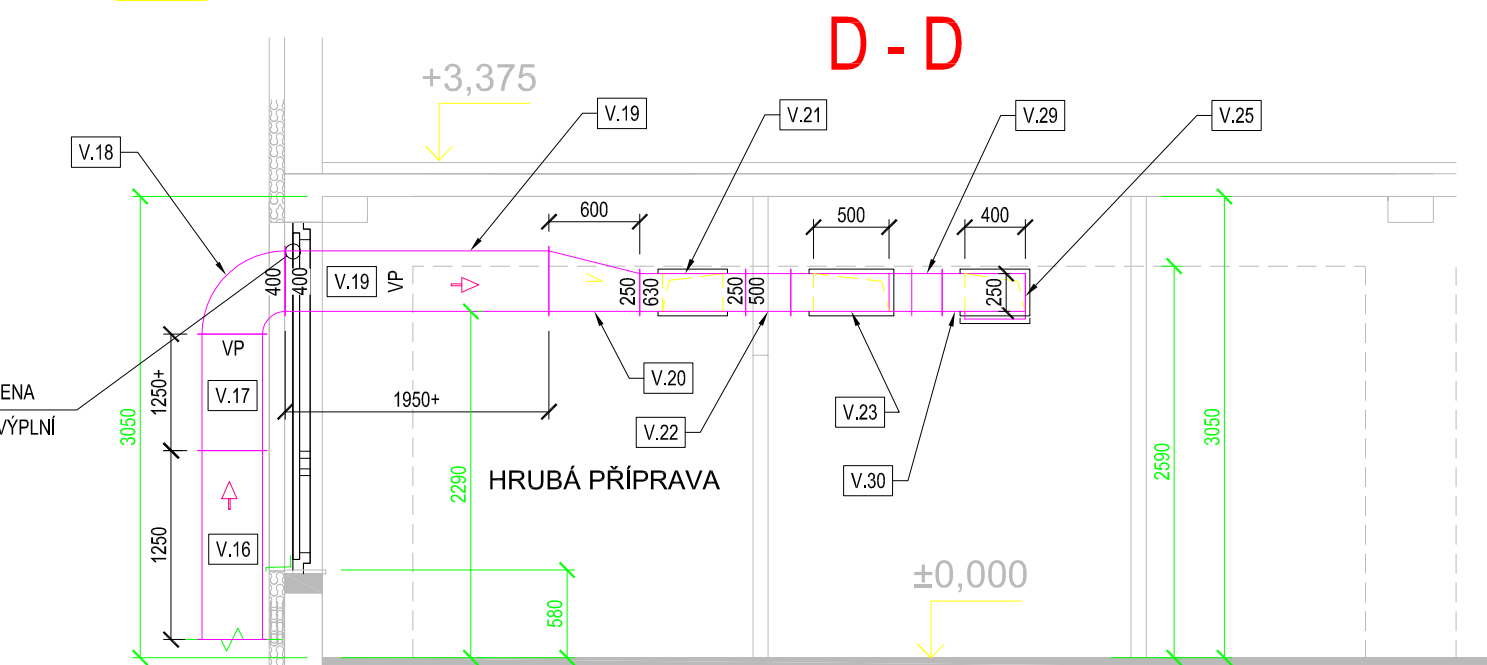 D - D
+3,375
V.19
V.21
V.29
V.25
V.18
600
500
400
400
400
V.19
VP
250
630
250
500
250
VP
V.20
ENA
V.17
1950+
V.23
VÝPLNÍ
1250+
3050
V.22
3050
2590
HRUBÁ PŘÍPRAVA
2290
V.30
V.16
1250
±0,000
580